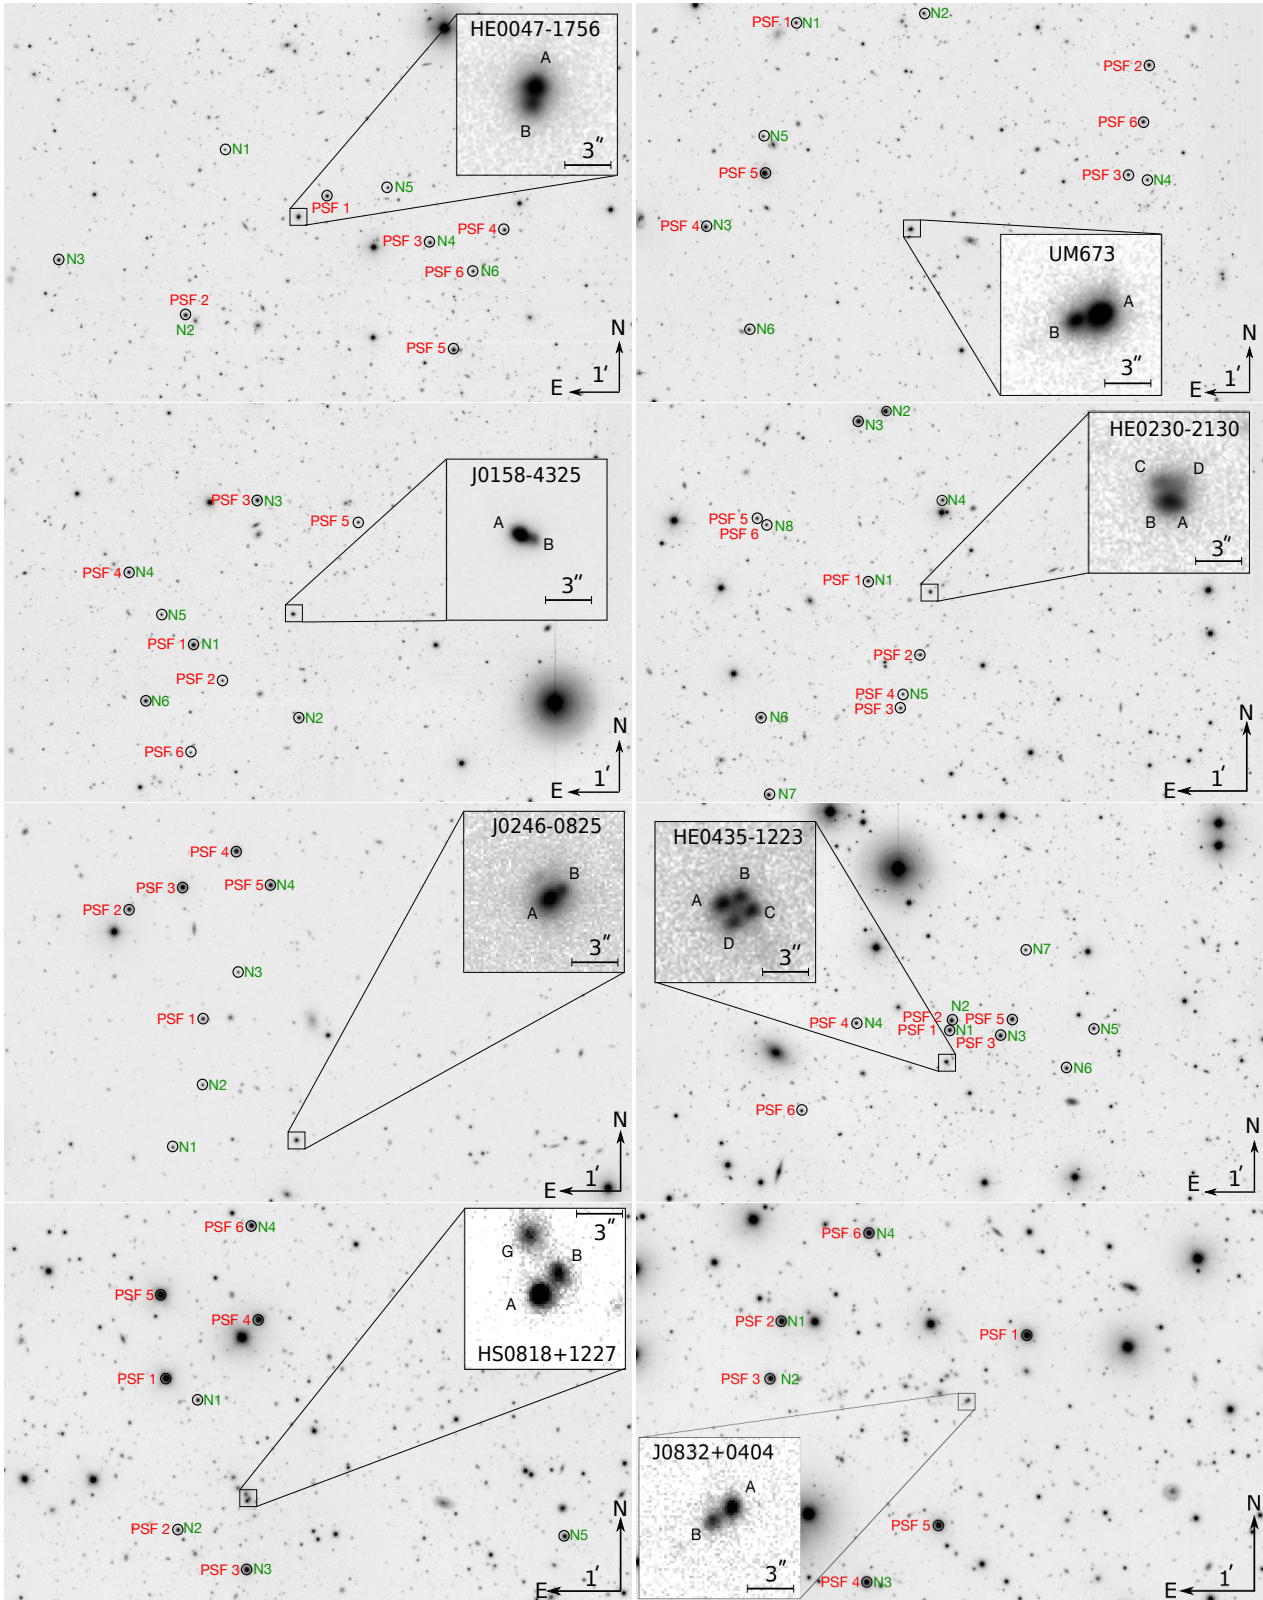 HE0047-1756
A
B
3"
N1
N5
PSF 1
PSF 4
PSF 3 N4
N3
PSF 6 N6
PSF 2
N2
PSF 5
N
E 1'
PSF 1 N1
N2
PSF 2
PSF 6
N5
PSF 5
PSF 3 N4
PSF 4 N3
UM673
A
B
3"
N6
N
E 1'
J0158-4325
A
B
3"
PSF 3 N3
PSF 5
PSF 4 N4
N5
PSF 1 N1
PSF 2
N6
N2
PSF 6
N
E 1'
HE0230-2130
C D
B A
3"
N2
N3
N4
PSF 5
PSF 6 N8
PSF 1 N1
PSF 2
PSF 4 N5
PSF 3
N6
N7
N
E 1'
J0246-0825
B
A
3"
PSF 4
PSF 3
PSF 5 N4
PSF 2
N3
PSF 1
N2
N1
N
E 1'
HE0435-1223
B
A
C
D
3"
N7
N2
PSF 4 N4
PSF 2
PSF 5
PSF 1 N1
PSF 3 N3
N5
N6
PSF 6
N
E 1'
3"
G
B
A
HS0818+1227
PSF 6 N4
PSF 5
PSF 4
PSF 1
N1
PSF 2 N2
N5
PSF 3 N3
N
E 1'
PSF 6 N4
PSF 2 N1
PSF 1
PSF 3 N2
J0832+0404
A
B
3"
PSF 5
PSF 4 N3
N
E 1'